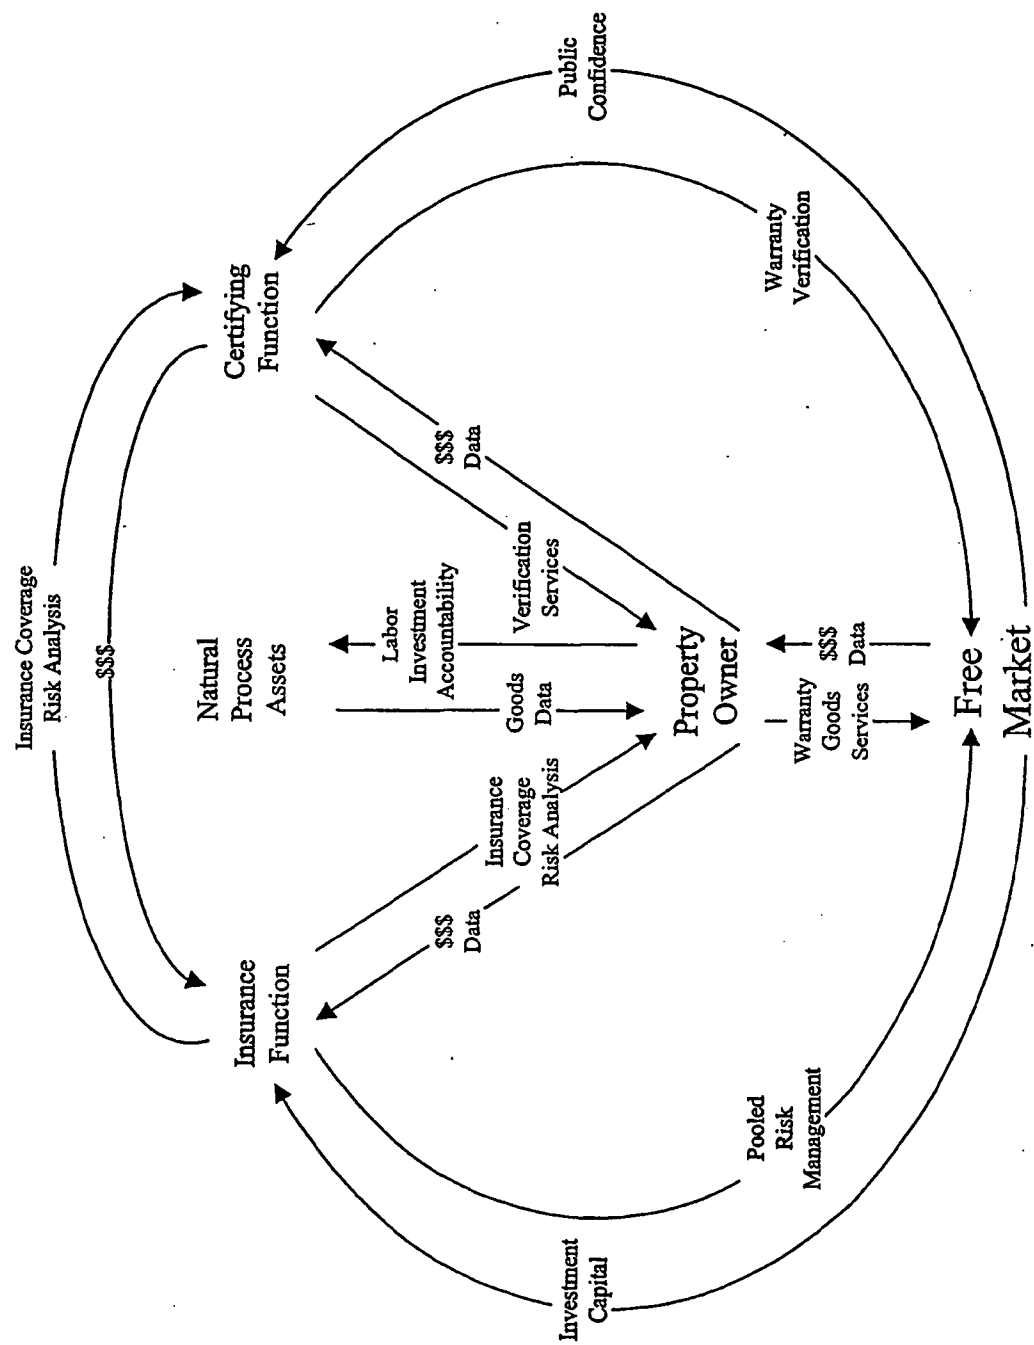 Insurance Coverage
Risk Analysis
$$$
Insurance
Function
Natural
Process
Assets
Certifying
Function
$$$
Data
Insurance
Coverage
Risk Analysis
Goods
Data
Labor
Investment
Accountability
Verification
Services
$$$
Data
Investment
Capital
Public
Confidence
Property
Owner
Pooled
Risk
Management
Warranty
Goods
Services
$$$
Data
Warranty
Verification
Free
Market